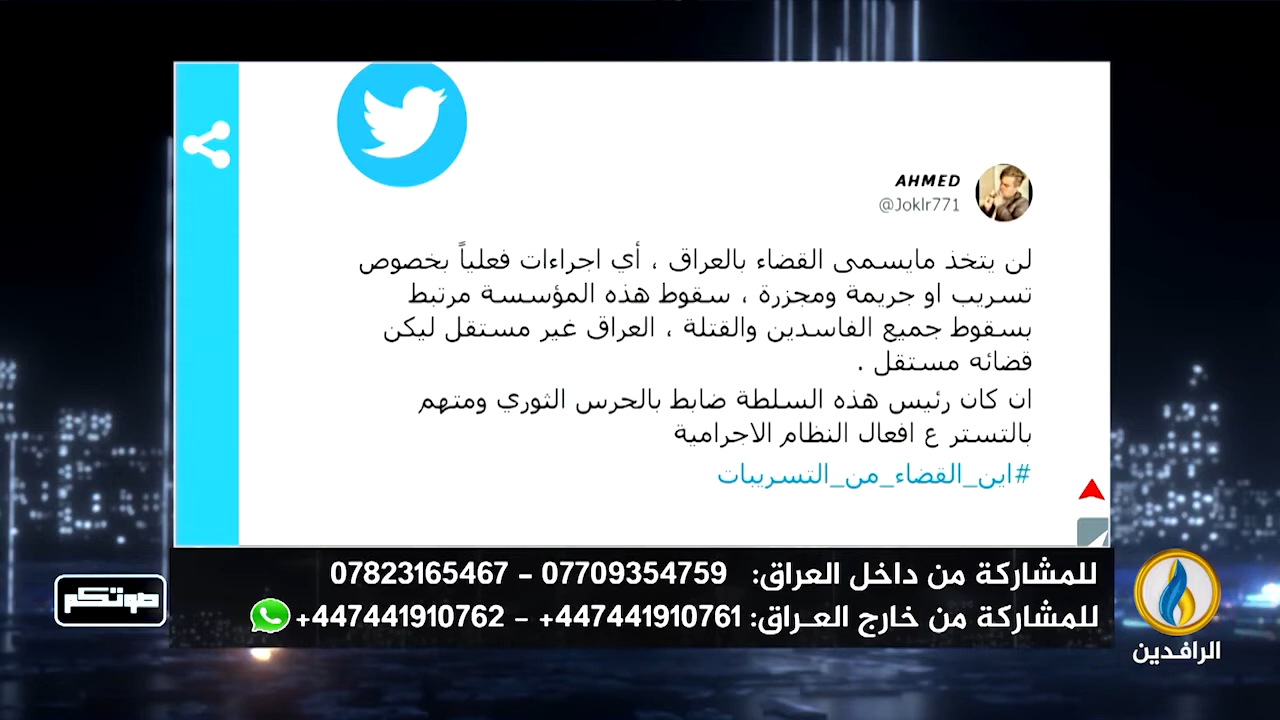 AHMED
@Joklr771
لن يتخذ مايسمى القضاء بالعراق ، أي اجراءات فعلياً بخصوص
تسريب او جريمة ومجزرة ، سقوط هذه المؤسسة مرتبط
بسقوط جميع الفاسدين والقتلة ، العراق غير مستقل ليكن
قضائه مستقل .
ان كان رئيس هذه السلطة ضابط بالحرس الثوري ومتهم
بالتستر ع افعال النظام الاجرامية
#اين_القضاء_من_التسريبات
للمشاركة من داخل العراق: 07709354759 - 07823165467
للمشاركة من خارج العراق: 447441910761+ - 447441910762+
صوتكم
الرافدين